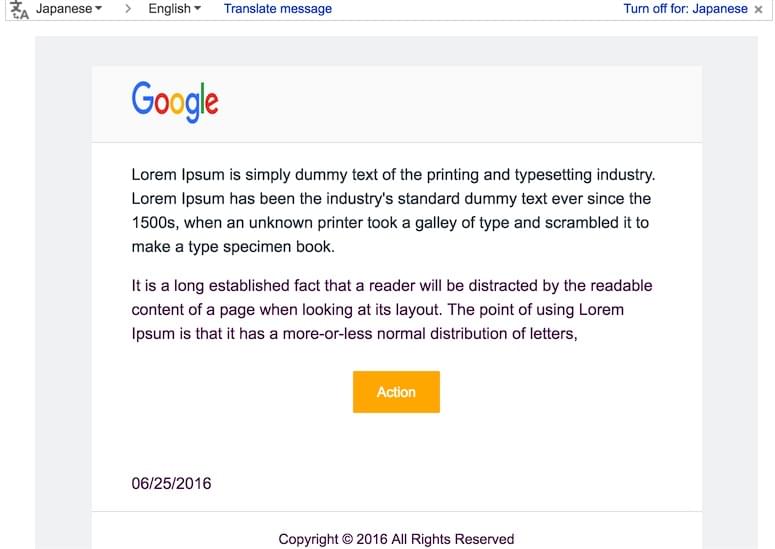 Japanese > English Translate message Turn off for: Japanese ×
Google
Lorem Ipsum is simply dummy text of the printing and typesetting industry.
Lorem Ipsum has been the industry's standard dummy text ever since the
1500s, when an unknown printer took a galley of type and scrambled it to
make a type specimen book.
It is a long established fact that a reader will be distracted by the readable
content of a page when looking at its layout. The point of using Lorem
Ipsum is that it has a more-or-less normal distribution of letters,
Action
06/25/2016
Copyright © 2016 All Rights Reserved